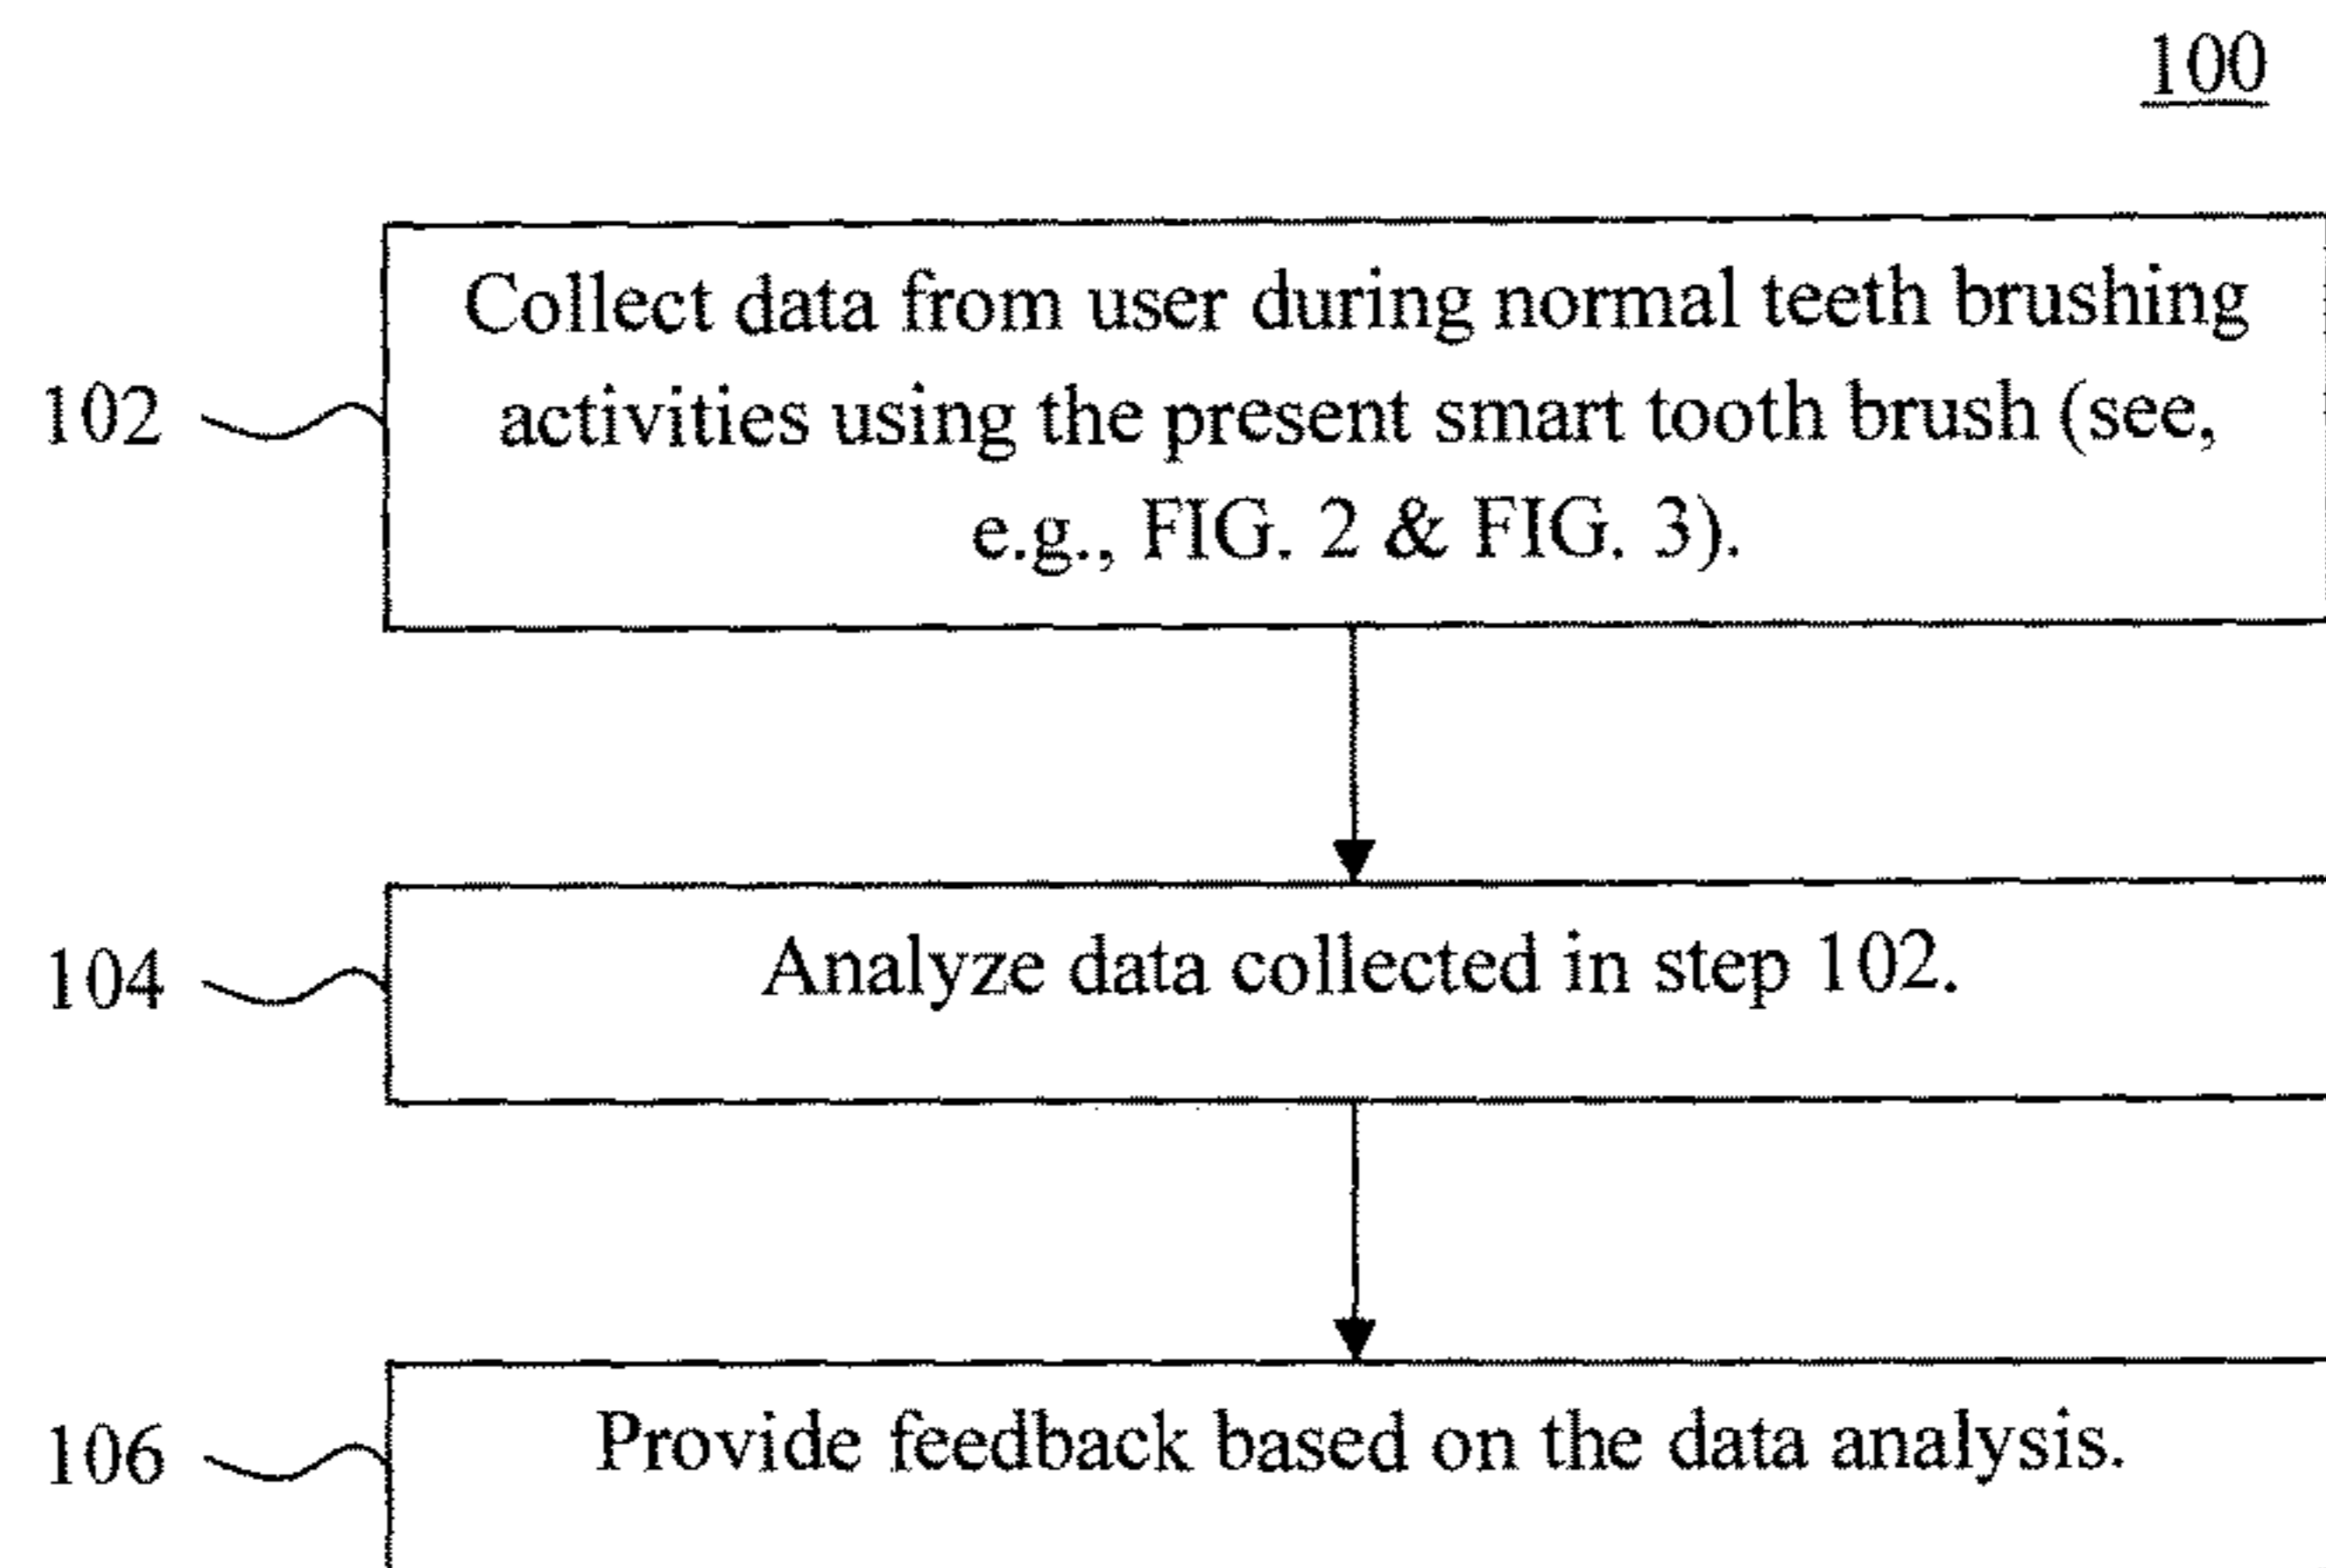 100
102
Collect data from user during normal teeth brushing
activities using the present smart tooth brush (see,
e.g., FIG. 2 & FIG. 3).
104
Analyze data collected in step 102.
106
Provide feedback based on the data analysis.